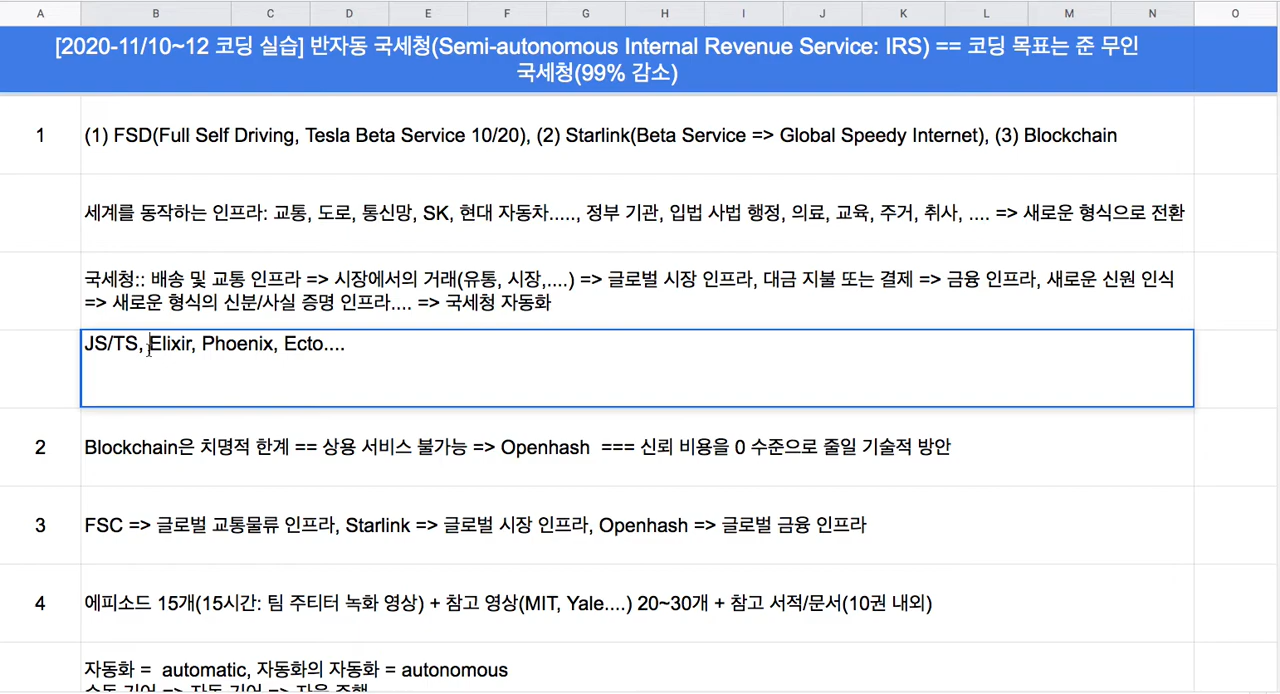 A B C D E F G H I J K L M N O
[2020-11/10~12 코딩 실습] 반자동 국세청(Semi-autonomous Internal Revenue Service: IRS) == 코딩 목표는 준 무인
국세청(99% 감소)
1 (1) FSD(Full Self Driving, Tesla Beta Service 10/20), (2) Starlink(Beta Service => Global Speedy Internet), (3) Blockchain
세계를 동작하는 인프라: 교통, 도로, 통신망, SK, 현대 자동차....., 정부 기관, 입법 사법 행정, 의료, 교육, 주거, 취사, .... => 새로운 형식으로 전환
국세청:: 배송 및 교통 인프라 => 시장에서의 거래(유통, 시장,....) => 글로벌 시장 인프라, 대금 지불 또는 결제 => 금융 인프라, 새로운 신원 인식
=> 새로운 형식의 신분/사실 증명 인프라.... => 국세청 자동화
JS/TS, Elixir, Phoenix, Ecto....
2 Blockchain은 치명적 한계 == 상용 서비스 불가능 => Openhash === 신뢰 비용을 0 수준으로 줄일 기술적 방안
3 FSC => 글로벌 교통물류 인프라, Starlink => 글로벌 시장 인프라, Openhash => 글로벌 금융 인프라
4 에피소드 15개(15시간: 팀 주티터 녹화 영상) + 참고 영상(MIT, Yale....) 20~30개 + 참고 서적/문서(10권 내외)
자동화 = automatic, 자동화의 자동화 = autonomous
수동 기어 => 자동 기어 => 자율 주행